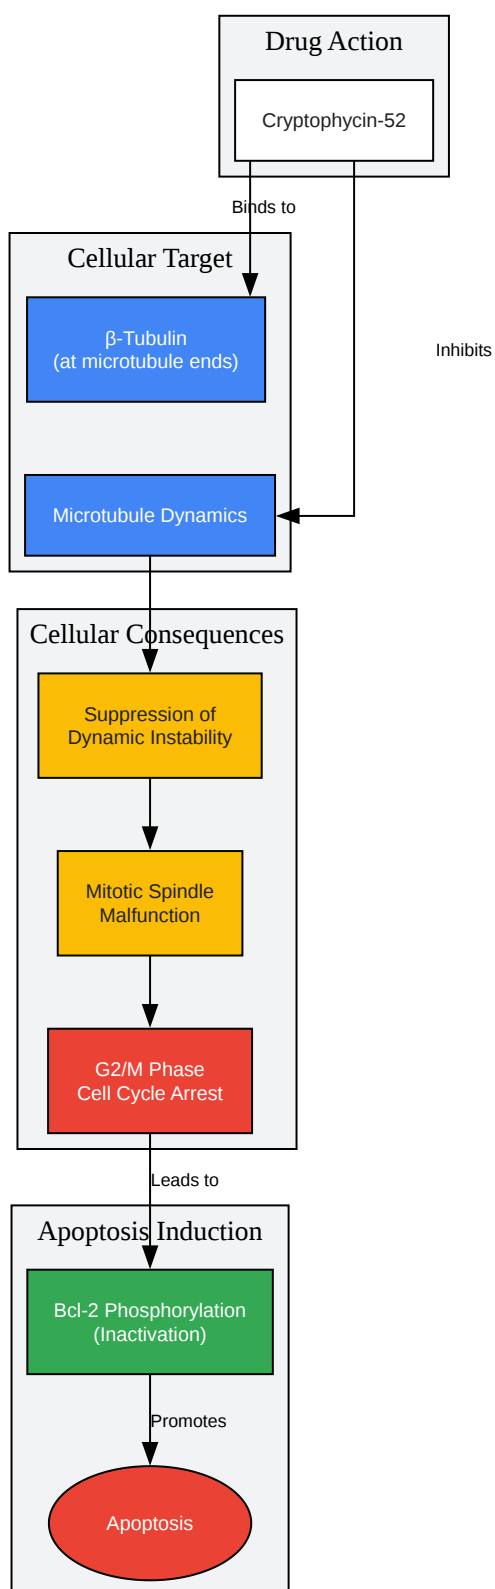 Drug Action
Cryptophycin-52
Binds to
Cellular Target
β-Tubulin
(at microtubule ends)
Inhibits
Microtubule Dynamics
Cellular Consequences
Suppression of
Dynamic Instability
Mitotic Spindle
Malfunction
G2/M Phase
Cell Cycle Arrest
Leads to
Apoptosis Induction
Bcl-2 Phosphorylation
(Inactivation)
Promotes
Apoptosis